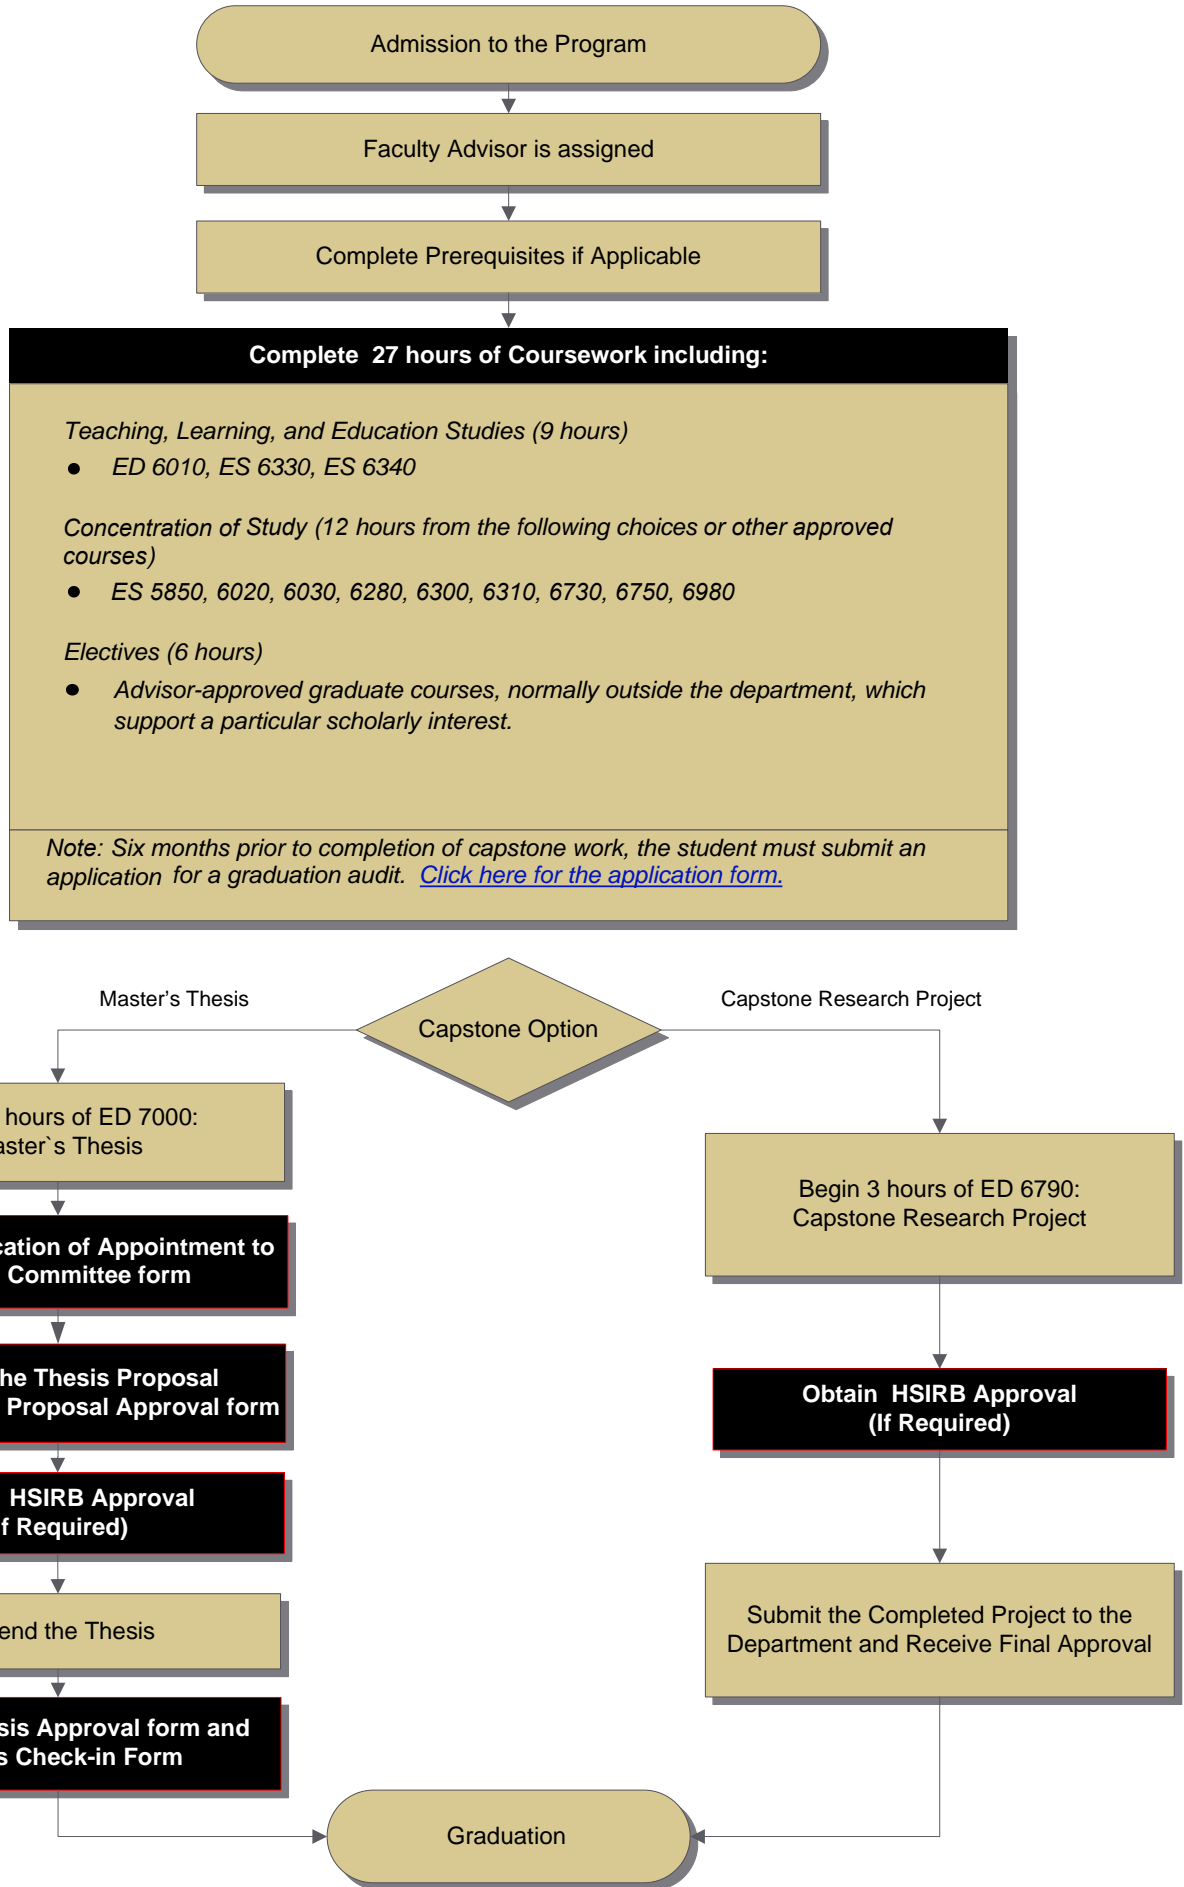 Admission to the Program
Faculty Advisor is assigned
Complete Prerequisites if Applicable
Complete 27 hours of Coursework including:
Teaching, Learning, and Education Studies (9 hours)
● ED 6010, ES 6330, ES 6340
Concentration of Study (12 hours from the following choices or other approved
courses)
● ES 5850, 6020, 6030, 6280, 6300, 6310, 6730, 6750, 6980
Electives (6 hours)
● Advisor-approved graduate courses, normally outside the department, which
support a particular scholarly interest.
Note: Six months prior to completion of capstone work, the student must submit an
application for a graduation audit. Click here for the application form.
Capstone Option
Master's Thesis
hours of ED 7000:
aster`s Thesis
cation of Appointment to
Committee form
he Thesis Proposal
Proposal Approval form
HSIRB Approval
f Required)
end the Thesis
sis Approval form and
s Check-in Form
Capstone Research Project
Begin 3 hours of ED 6790:
Capstone Research Project
Obtain HSIRB Approval
(If Required)
Submit the Completed Project to the
Department and Receive Final Approval
Graduation